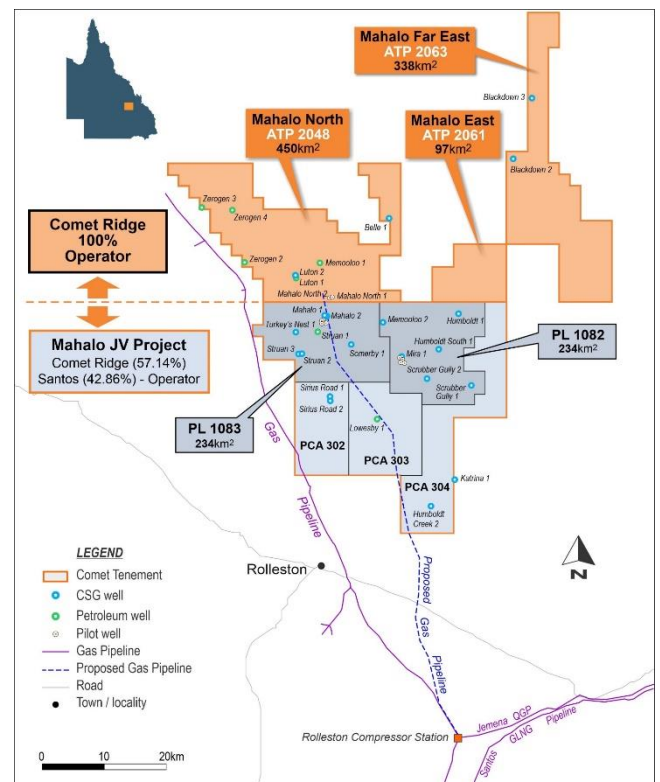 Mahalo Far East
ATP 2063
338km²
Blackdown 3
Mahalo North
ATP 2048
450km²
Mahalo East
ATP 2061
97km²
Blackdown 2
Zerogen 3
Zerogen 4
Belle 1
Comet Ridge
100%
Operator
Zerogen 2
Memooloo 1
Luton 2
Luton 1
Mahalo North 2
Mahalo North 1
Mahalo JV Project
Comet Ridge (57.14%)
Santos (42.86%) - Operator
Mahalo 1
Mahalo 2
Memooloo 2
Humboldt 1
Turkey's Nest 1
Struan 1
Humboldt South 1
PL 1082
234km²
Struan 3
Somerby 1
Mira 1
Struan 2
Scrubber Gully 2
Scrubber
Gully 1
Sirius Road 1
Sirius Road 2
PL 1083
234km²
Lowesby 1
PCA 302
PCA 303
PCA 304
Katrina 1
Humboldt
Creek 2
Gas
Pipeline
Rolleston
Proposed
Gas
Pipeline
N
LEGEND
Comet Tenement
CSG well
Petroleum well
Pilot well
Gas Pipeline
Proposed Gas Pipeline
Road
Town / locality
0 10 20km
Rolleston Compressor Station
Jemena QGP
Santos GLNG Pipeline